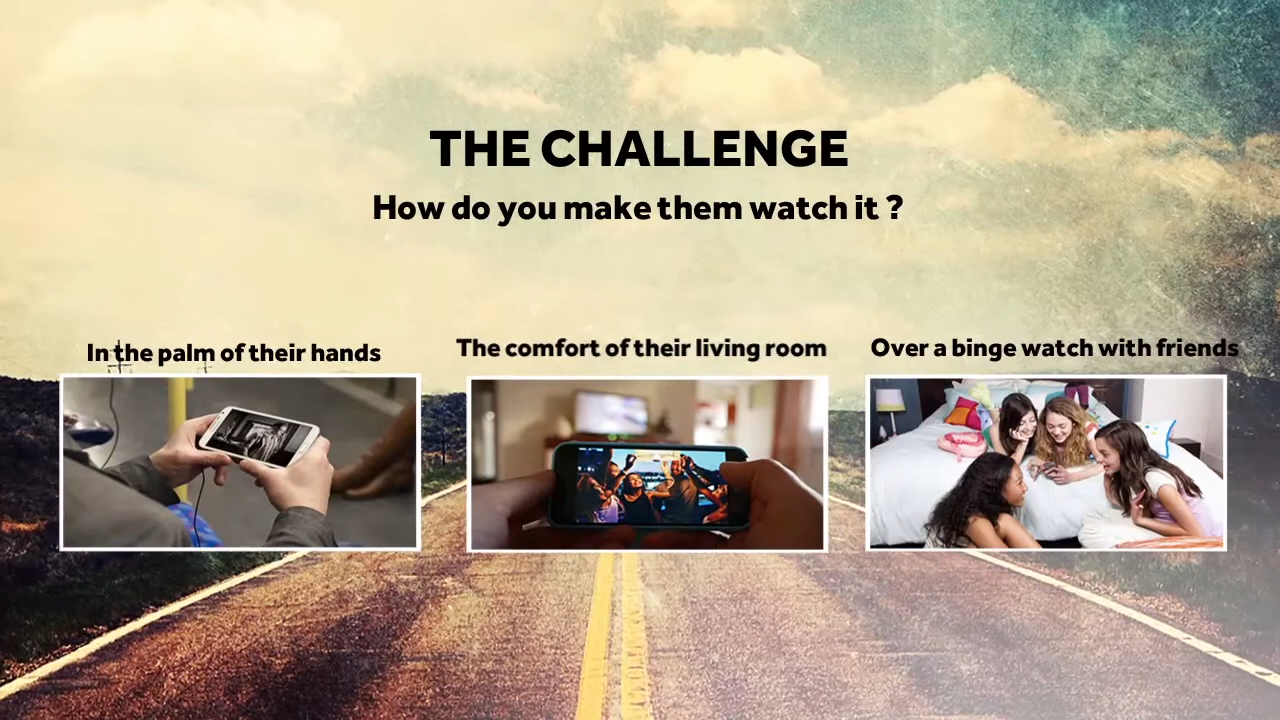 THE CHALLENGE
How do you make them watch it ?
In the palm of their hands
The comfort of their living room
Over a binge watch with friends